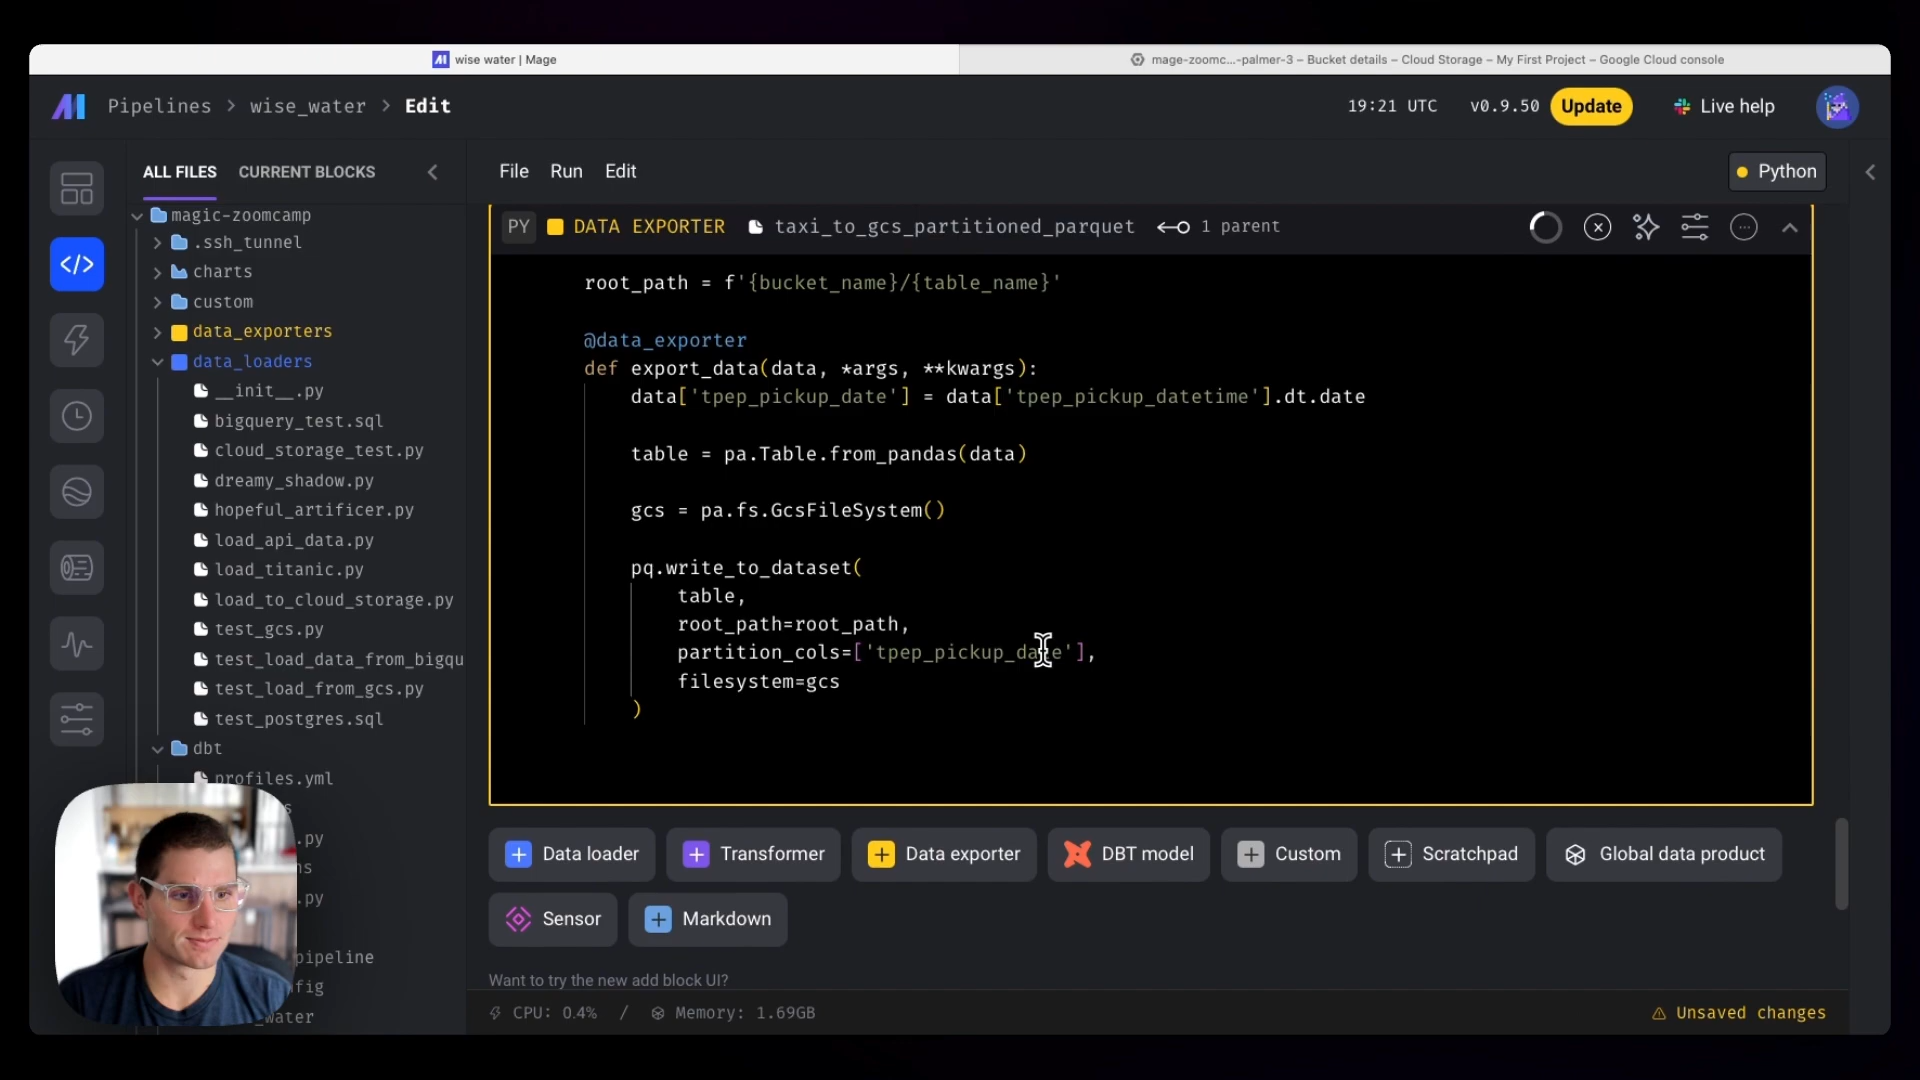 wise water | Mage
mage-zoomc...-palmer-3 – Bucket details – Cloud Storage – My First Project – Google Cloud console
Pipelines > wise_water > Edit
19:21 UTC
v0.9.50
Update
Live help
ALL FILES
CURRENT BLOCKS
File
Run
Edit
Python
magic-zoomcamp
.ssh_tunnel
charts
custom
data_exporters
data_loaders
__init__.py
bigquery_test.sql
cloud_storage_test.py
dreamy_shadow.py
hopeful_artificer.py
load_api_data.py
load_titanic.py
load_to_cloud_storage.py
test_gcs.py
test_load_data_from_bigqu
test_load_from_gcs.py
test_postgres.sql
dbt
profiles.yml
s
.py
ns
.py
pipeline
fig
_water
PY DATA EXPORTER taxi_to_gcs_partitioned_parquet 1 parent
root_path = f'{bucket_name}/{table_name}'
@data_exporter
def export_data(data, *args, **kwargs):
data['tpep_pickup_date'] = data['tpep_pickup_datetime'].dt.date
table = pa.Table.from_pandas(data)
gcs = pa.fs.GcsFileSystem()
pq.write_to_dataset(
table,
root_path=root_path,
partition_cols=['tpep_pickup_date'],
filesystem=gcs
)
Data loader
Transformer
Data exporter
DBT model
Custom
Scratchpad
Global data product
Sensor
Markdown
Want to try the new add block UI?
CPU: 0.4% / Memory: 1.69GB
Unsaved changes